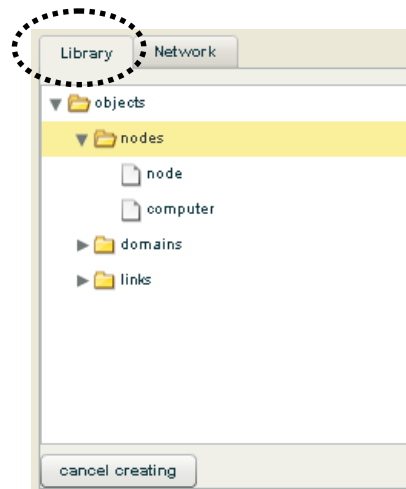 Library Network
objects
nodes
node
computer
domains
links
cancel creating